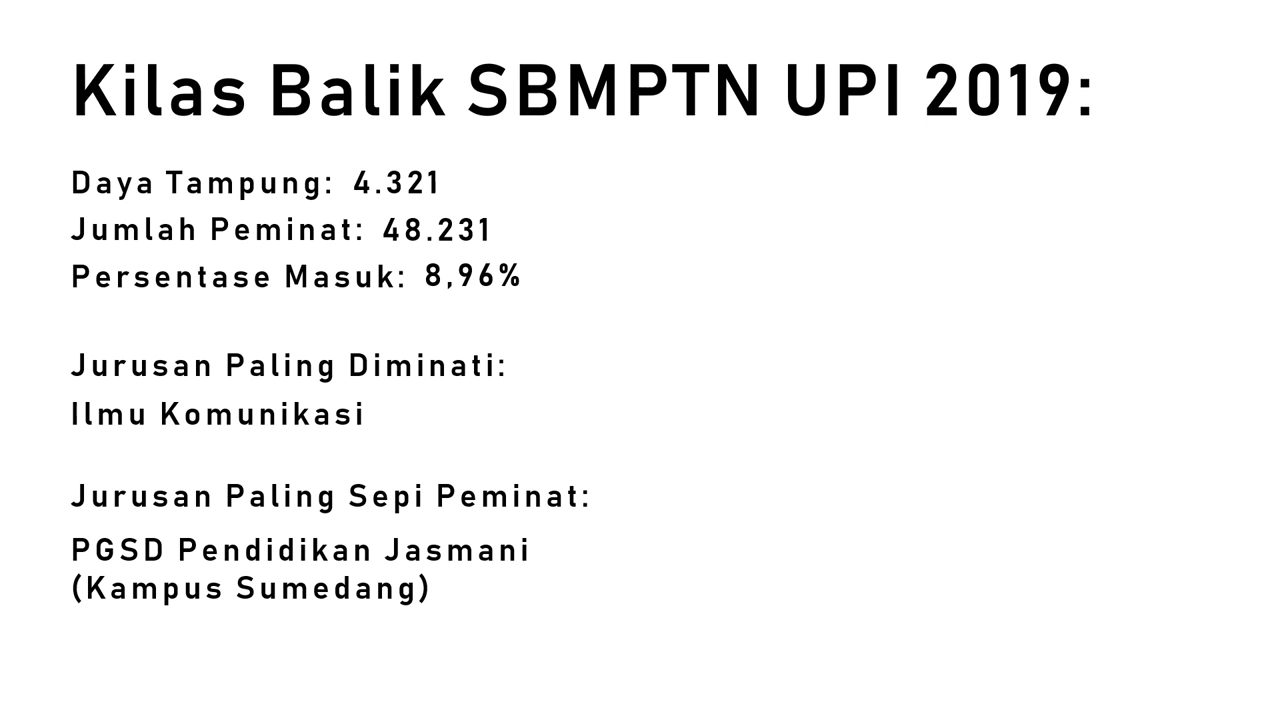 Kilas Balik SBMPTN UPI 2019:
Daya Tampung: 4.321
Jumlah Peminat: 48.231
Persentase Masuk: 8,96%
Jurusan Paling Diminati:
Ilmu Komunikasi
Jurusan Paling Sepi Peminat:
PGSD Pendidikan Jasmani
(Kampus Sumedang)